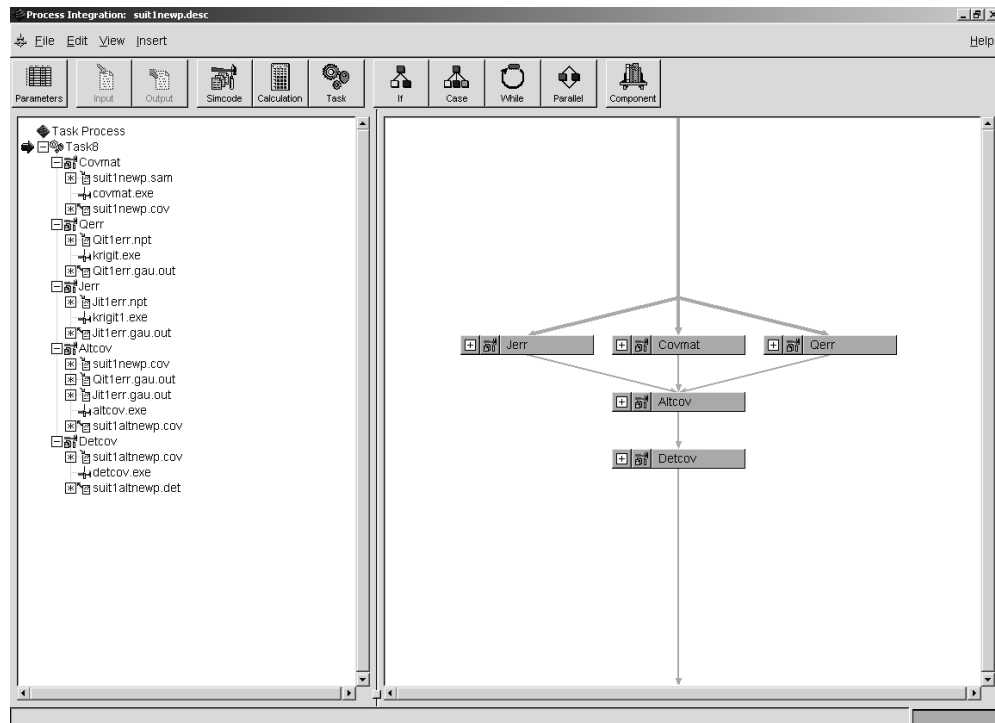 Process Integration: suit1newp.desc
File Edit View Insert Help
Parameters Input Output Simcode Calculation Task If Case While Parallel Component
Task Process
Task8
Covmat
suit1newp.sam
covmat.exe
suit1newp.cov
Qerr
Qit1err.npt
krigit.exe
Qit1err.gau.out
Jerr
Jit1err.npt
krigit1.exe
Jit1err.gau.out
Altcov
suit1newp.cov
Qit1err.gau.out
Jit1err.gau.out
altcov.exe
suit1altnewp.cov
Detcov
suit1altnewp.cov
detcov.exe
suit1altnewp.det
Jerr Covmat Qerr
Altcov
Detcov